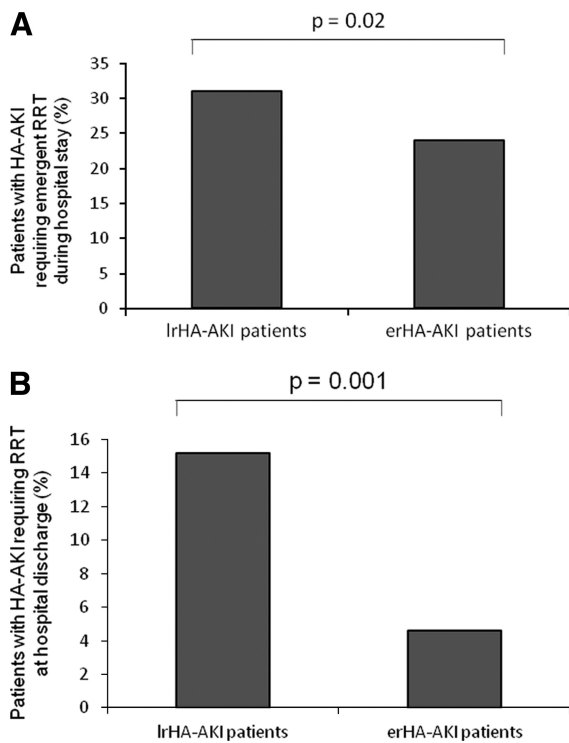 A
p = 0.02
Patients with HA-AKI
requiring emergent RRT
during hospital stay (%)
35
30
25
20
15
10
5
0
lrHA-AKI patients
erHA-AKI patients
B
p = 0.001
Patients with HA-AKI requiring RRT
at hospital discharge (%)
16
14
12
10
8
6
4
2
0
lrHA-AKI patients
erHA-AKI patients